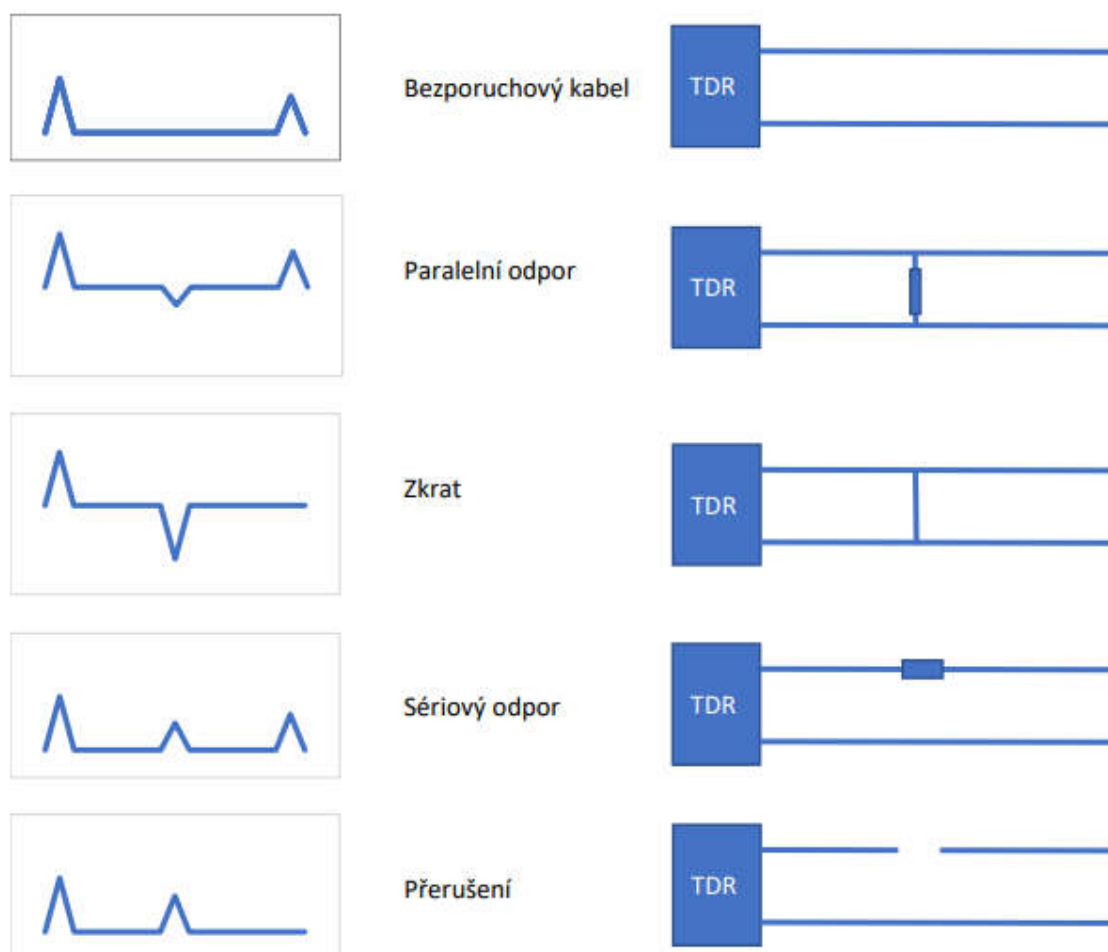 Bezporuchový kabel
TDR
Paralelní odpor
TDR
Zkrat
TDR
Sériový odpor
TDR
Přerušení
TDR